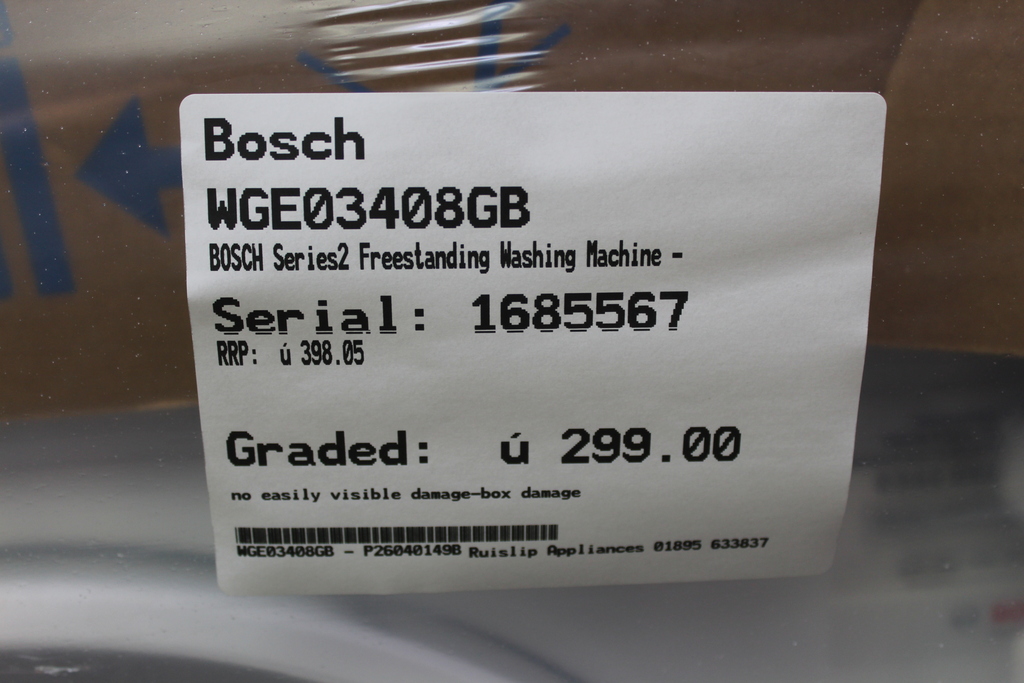 Bosch
WGE03408GB
BOSCH Series2 Freestanding Washing Machine -
Serial: 1685567
RRP: ú 398.05
Graded: ú 299.00
no easily visible damage-box damage
WGE03408GB - P26040149B Ruislip Appliances 01895 633837